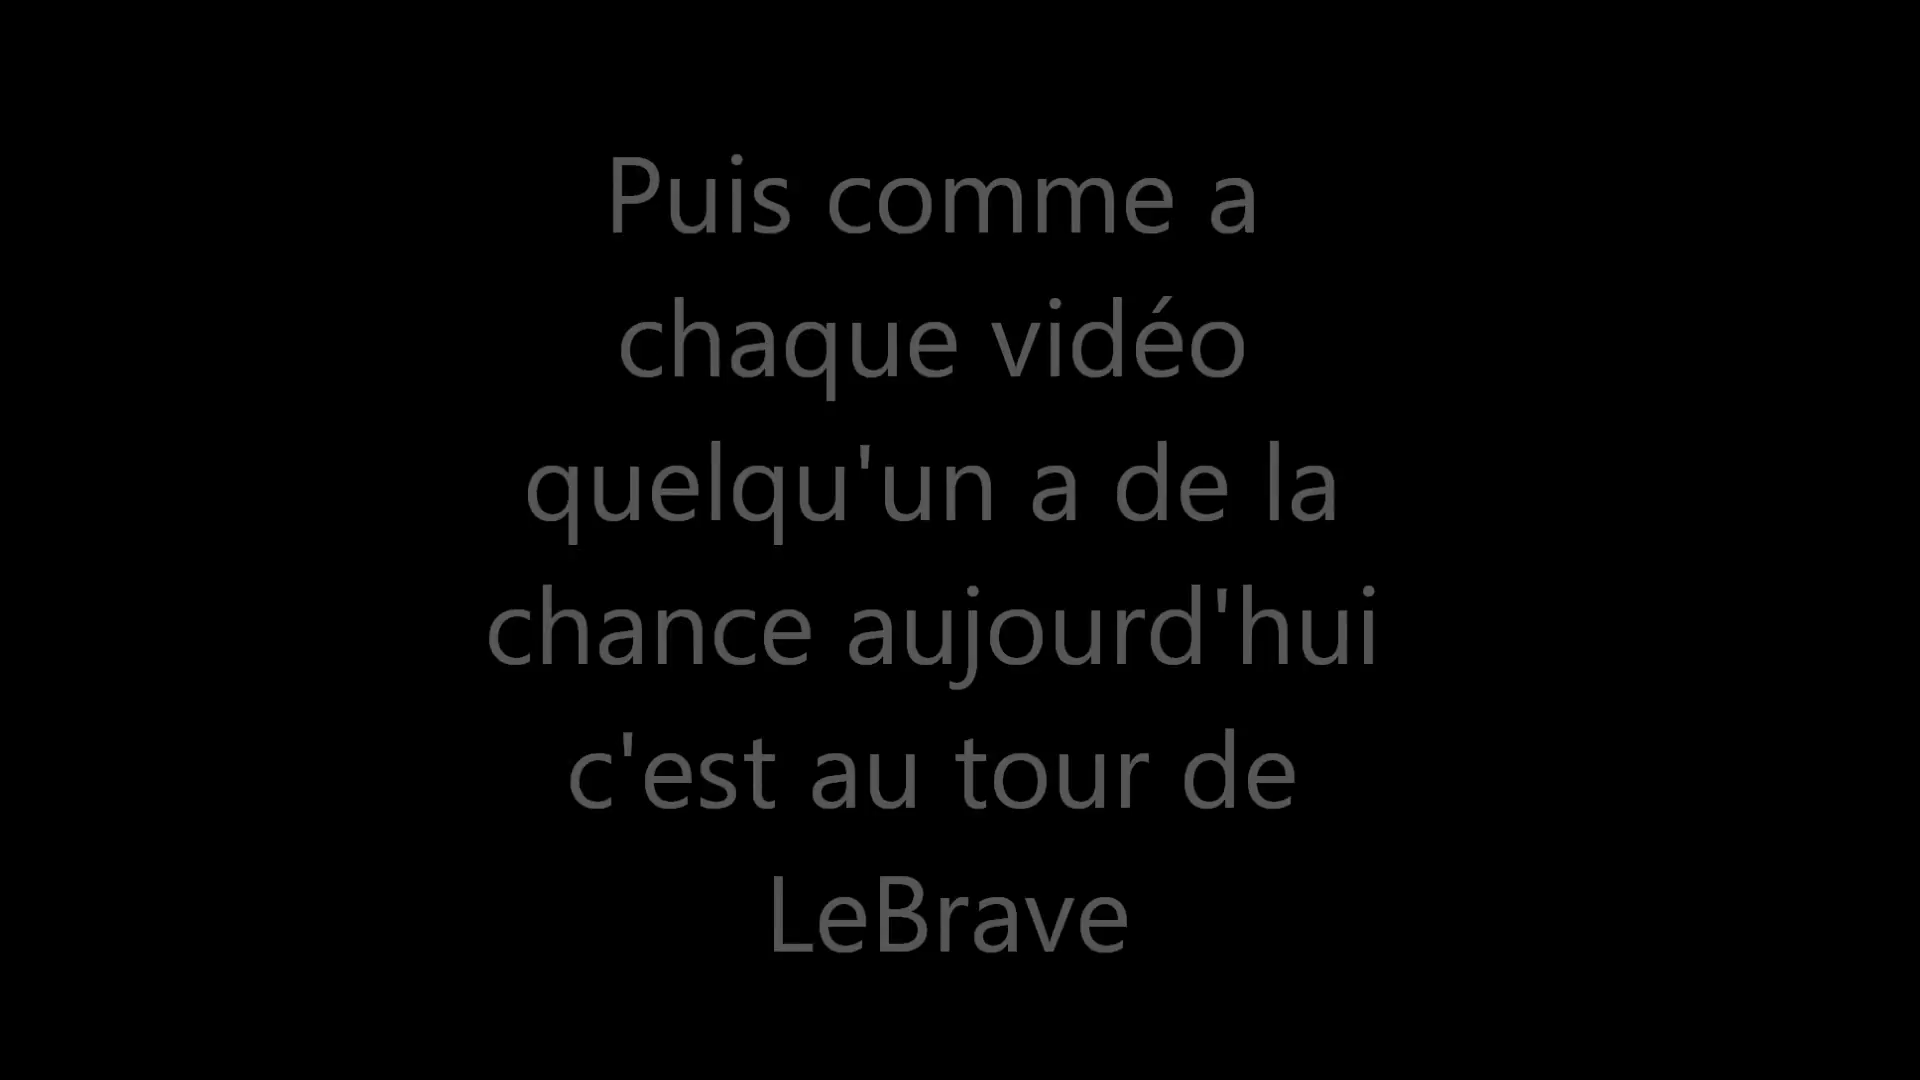 Puis comme a
chaque vidéo
quelqu'un a de la
chance aujourd'hui
c'est au tour de
LeBrave